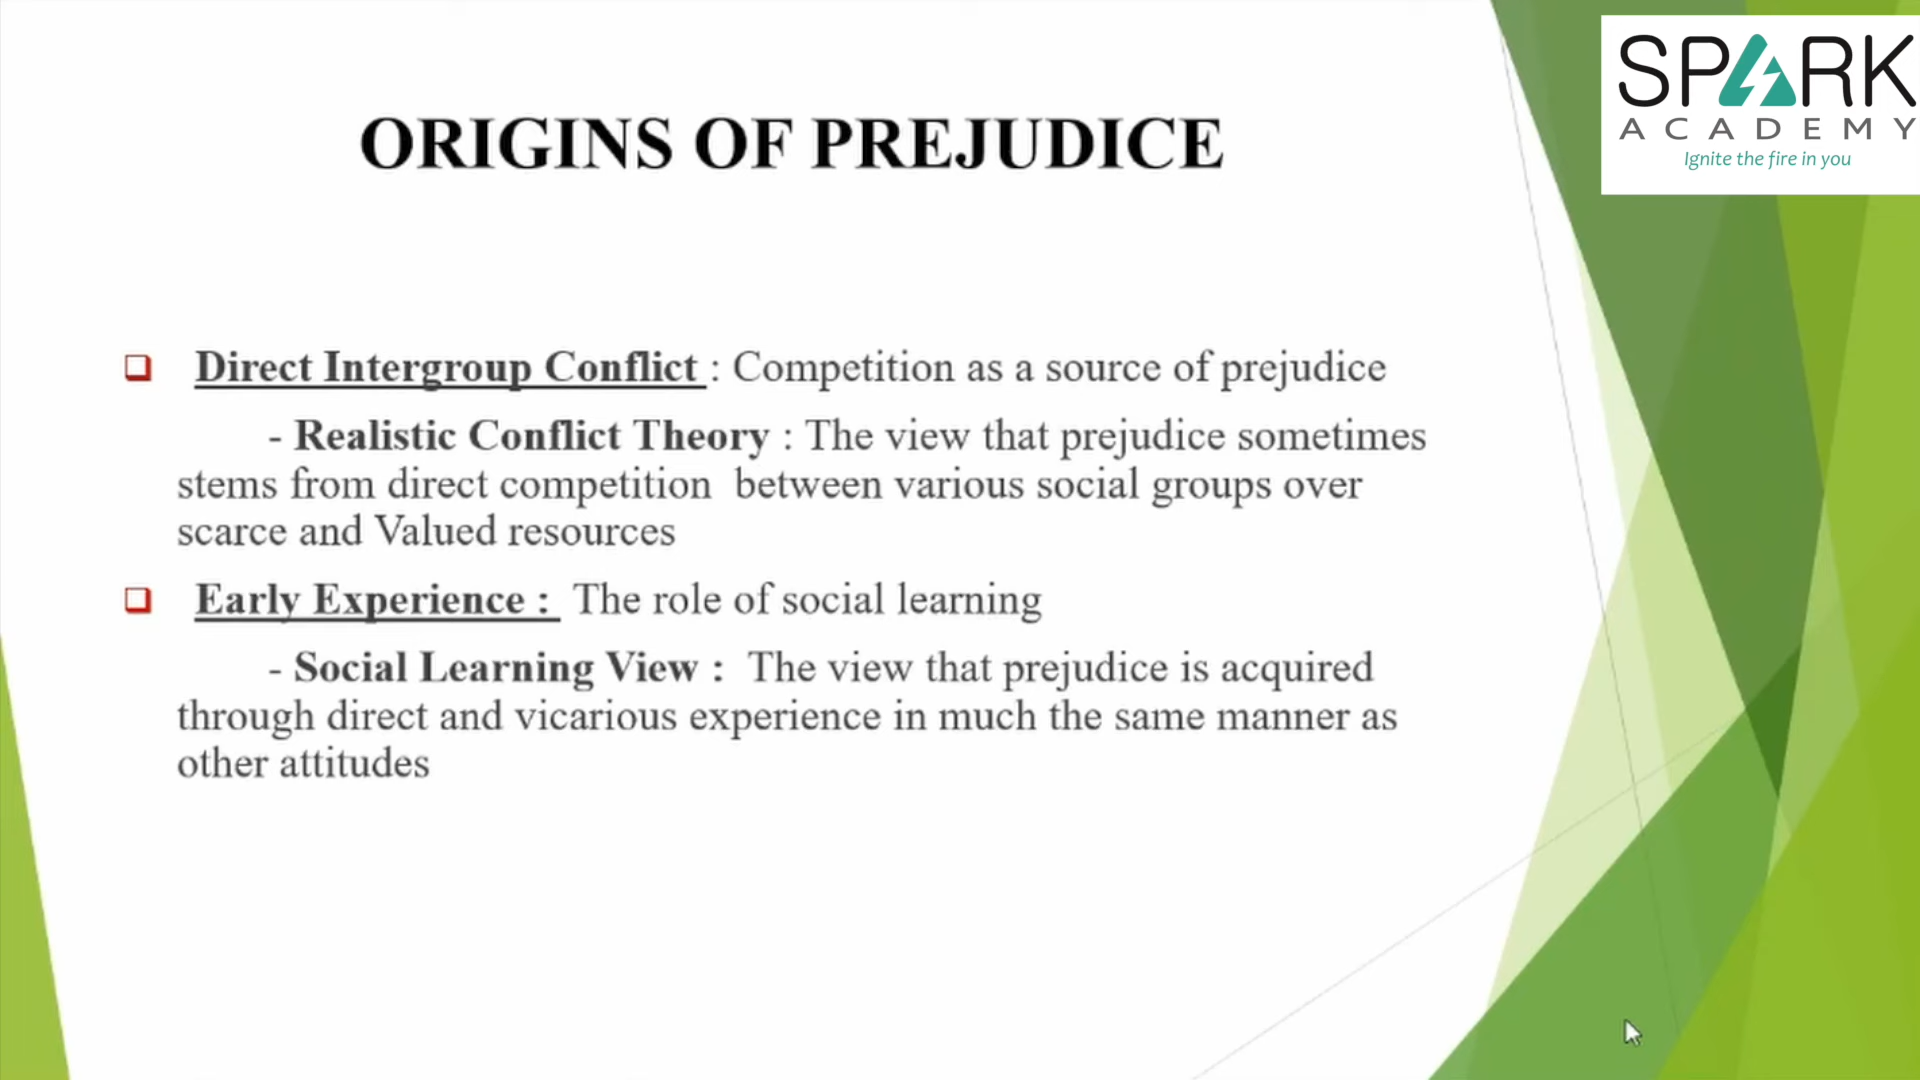 SPARK
ACADEMY
Ignite the fire in you
ORIGINS OF PREJUDICE
Direct Intergroup Conflict : Competition as a source of prejudice
- Realistic Conflict Theory : The view that prejudice sometimes
stems from direct competition between various social groups over
scarce and Valued resources
Early Experience : The role of social learning
- Social Learning View : The view that prejudice is acquired
through direct and vicarious experience in much the same manner as
other attitudes